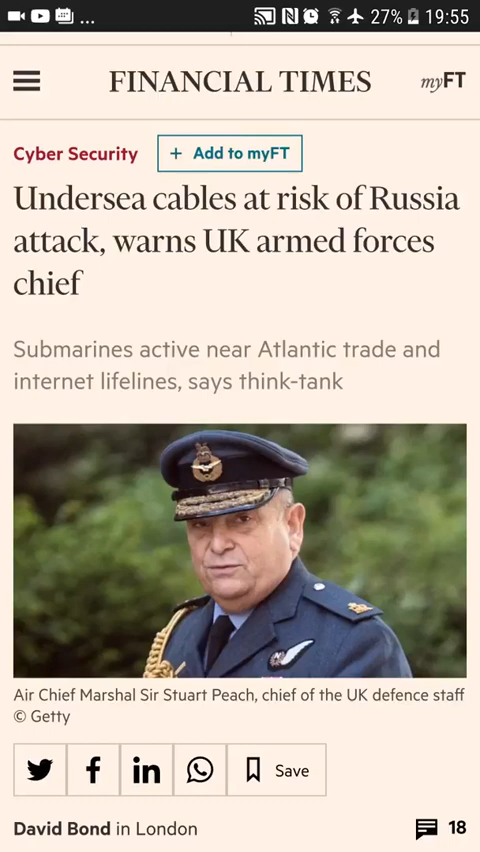 ... 27% 19:55
FINANCIAL TIMES myFT
Cyber Security + Add to myFT
Undersea cables at risk of Russia
attack, warns UK armed forces
chief
Submarines active near Atlantic trade and
internet lifelines, says think-tank
Air Chief Marshal Sir Stuart Peach, chief of the UK defence staff
© Getty
Save
David Bond in London 18